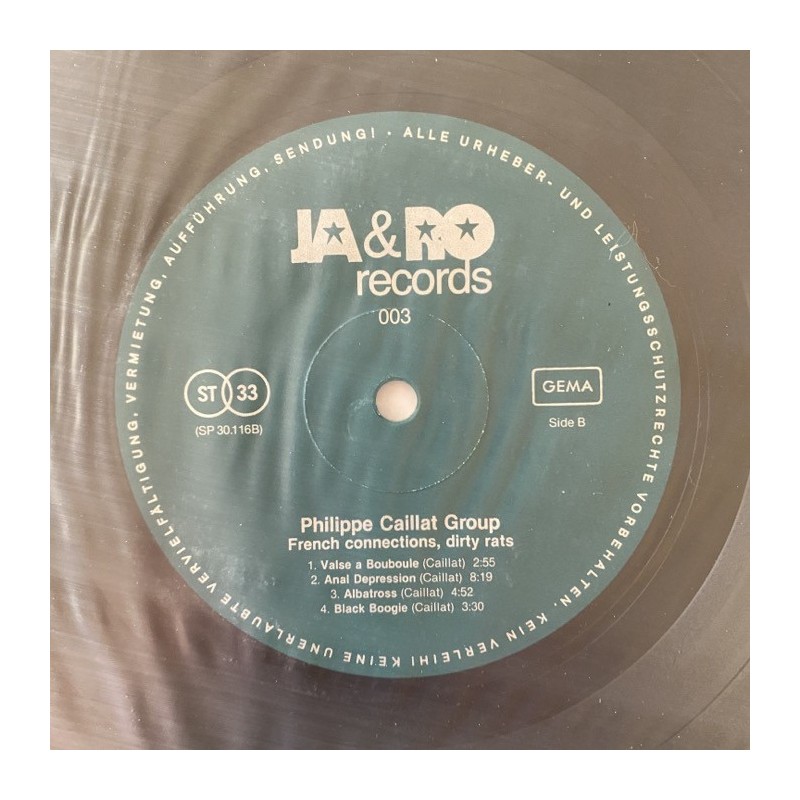 ALLE URHEBER- UND LEISTUNGSSCHUTZRECHTE VORBEHALTEN. KEIN VERLEIH! KEINE UNERLAUBTE VERVIELFÄLTIGUNG, VERMIETUNG, AUFFÜHRUNG, SENDUNG! ·
JA & RO
records
003
ST 33
(SP 30.116B)
GEMA
Side B
Philippe Caillat Group
French connections, dirty rats
1. Valse a Bouboule (Caillat) 2:55
2. Anal Depression (Caillat) 8:19
3. Albatross (Caillat) 4:52
4. Black Boogie (Caillat) 3:30